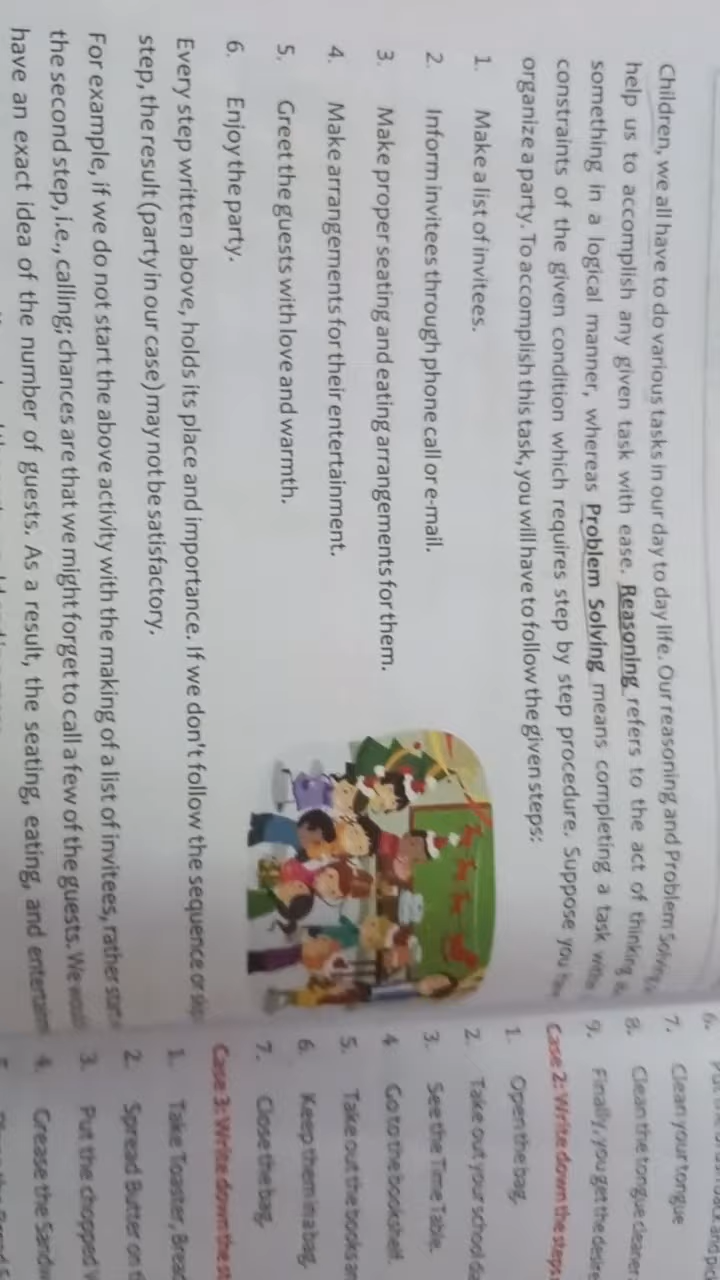 Children, we all have to do various tasks in our day to day life. Our reasoning and Problem Solving
help us to accomplish any given task with ease. Reasoning refers to the act of thinking
something in a logical manner, whereas Problem Solving means completing a task
constraints of the given condition which requires step by step procedure. Suppose you
organize a party. To accomplish this task, you will have to follow the given steps:
1. Make a list of invitees.
2. Inform invitees through phone call or e-mail.
3. Make proper seating and eating arrangements for them.
4. Make arrangements for their entertainment.
5. Greet the guests with love and warmth.
6. Enjoy the party.
Every step written above, holds its place and importance. If we don't follow the sequence or
step, the result (party in our case) may not be satisfactory.
For example, if we do not start the above activity with the making of a list of invitees, rather
the second step, i.e., calling; chances are that we might forget to call a few of the guests. We
have an exact idea of the number of guests. As a result, the seating, eating, and
6.
7. Clean your tongue
8. Clean the tongue cleaner
9. Finally, you get the
Case 2: Write down the steps
1. Open the bag.
2. Take out your school
3. See the Time Table.
4 Go to the bookshelf.
5. Take out the books
6. Keep them in a bag.
7. Close the bag.
Case 3: Write down the
1. Take Toaster,
2. Spread Butter on
3. Put the chopped
4. Grease the